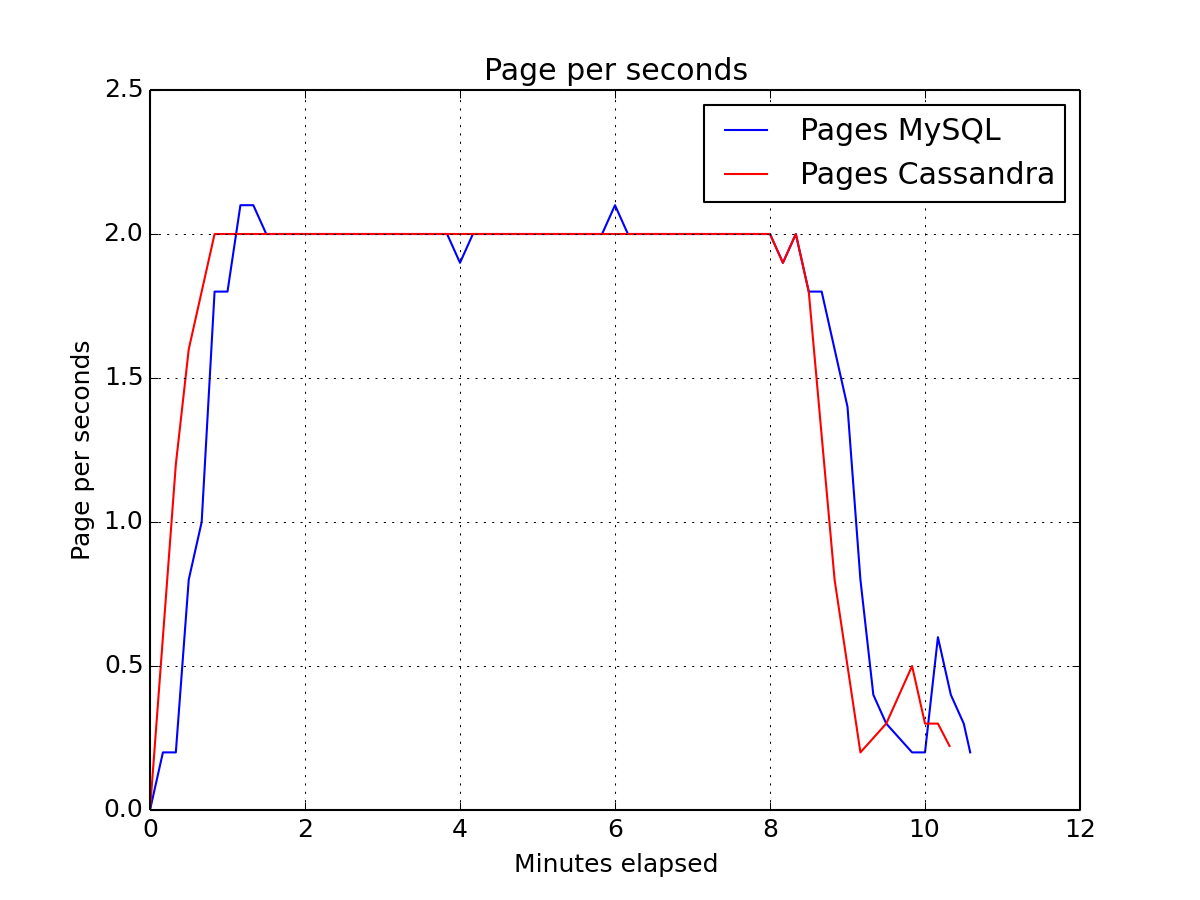 Page per seconds
2.5
2.0
1.5
1.0
0.5
0.0
Page per seconds
Pages MySQL
Pages Cassandra
0 2 4 6 8 10 12
Minutes elapsed